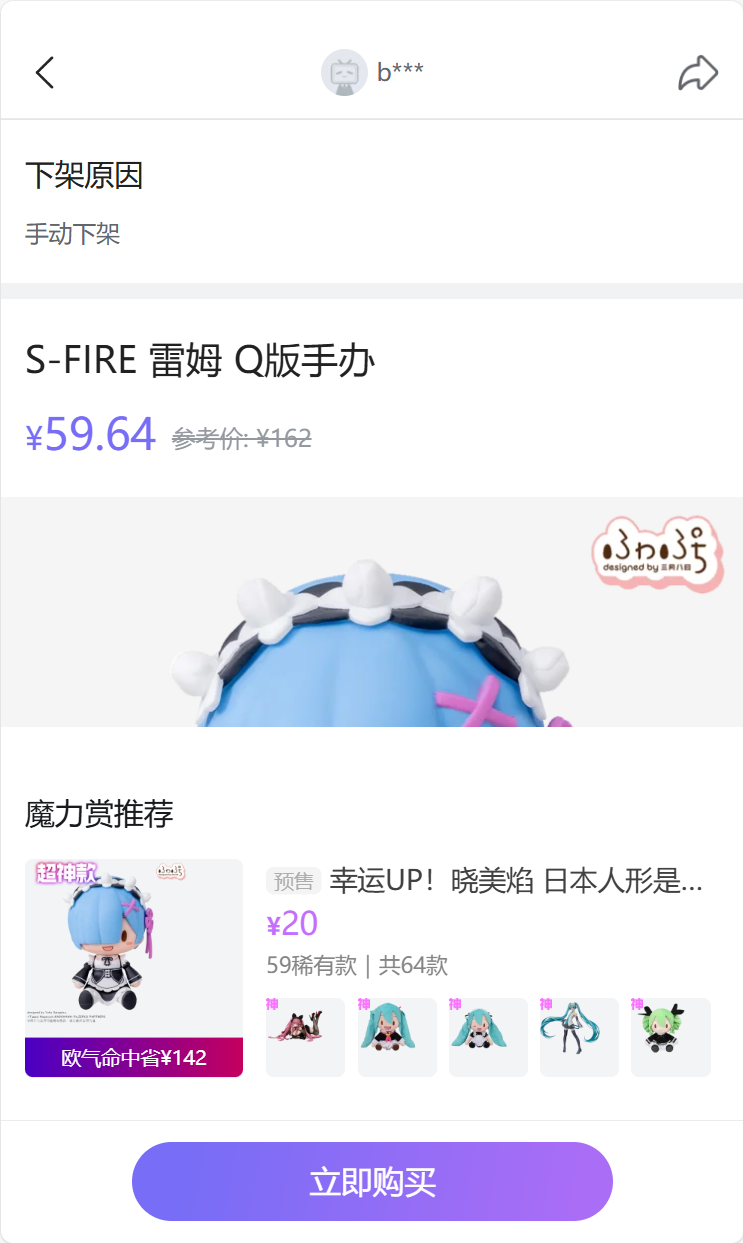 b***
下架原因
手动下架
S-FIRE 雷姆 Q版手办
¥59.64 参考价: ¥162
ふわぷち
designed by 三月八日
魔力赏推荐
超神款
ふわぷち
欧气命中省¥142
预售 幸运UP！晓美焰 日本人形是...
¥20
59稀有款 | 共64款
神 神 神 神 神
立即购买